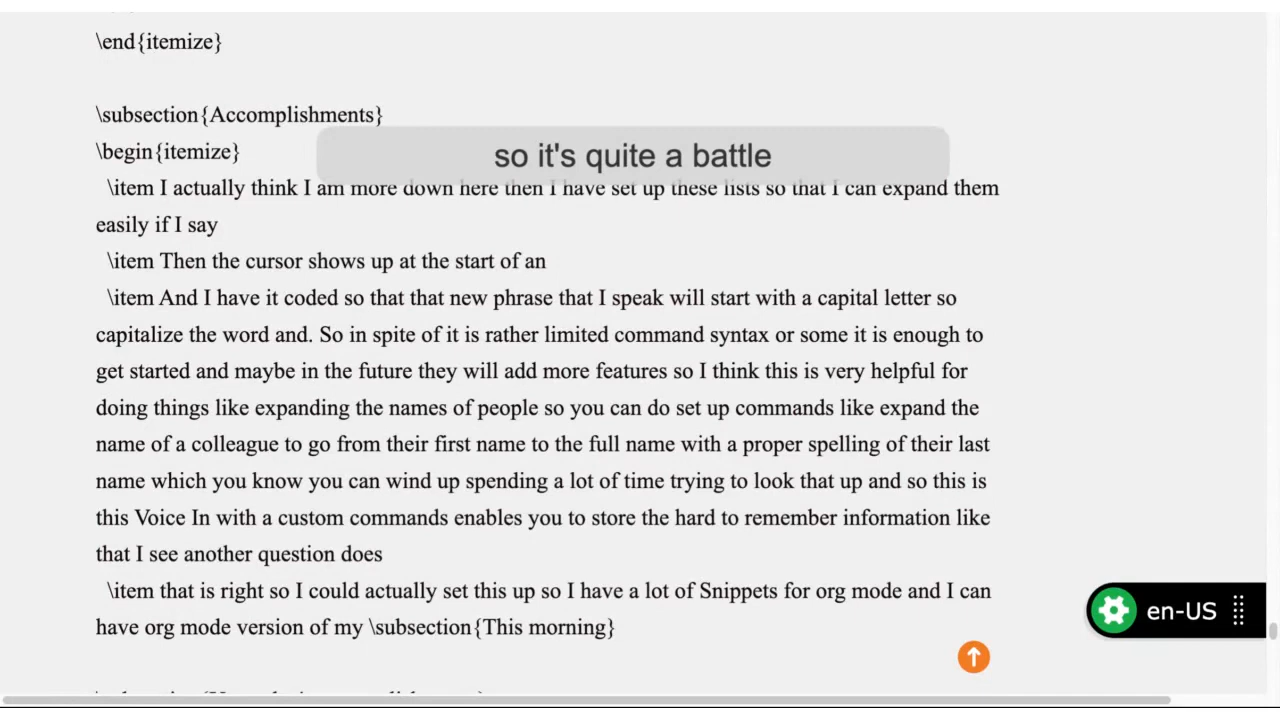 \end{itemize}
\subsection{Accomplishments}
\begin{itemize}
so it's quite a battle
\item I actually think I am more down here then I have set up these lists so that I can expand them
easily if I say
\item Then the cursor shows up at the start of an
\item And I have it coded so that that new phrase that I speak will start with a capital letter so
capitalize the word and. So in spite of it is rather limited command syntax or some it is enough to
get started and maybe in the future they will add more features so I think this is very helpful for
doing things like expanding the names of people so you can do set up commands like expand the
name of a colleague to go from their first name to the full name with a proper spelling of their last
name which you know you can wind up spending a lot of time trying to look that up and so this is
this Voice In with a custom commands enables you to store the hard to remember information like
that I see another question does
\item that is right so I could actually set this up so I have a lot of Snippets for org mode and I can
en-US
have org mode version of my \subsection{This morning}